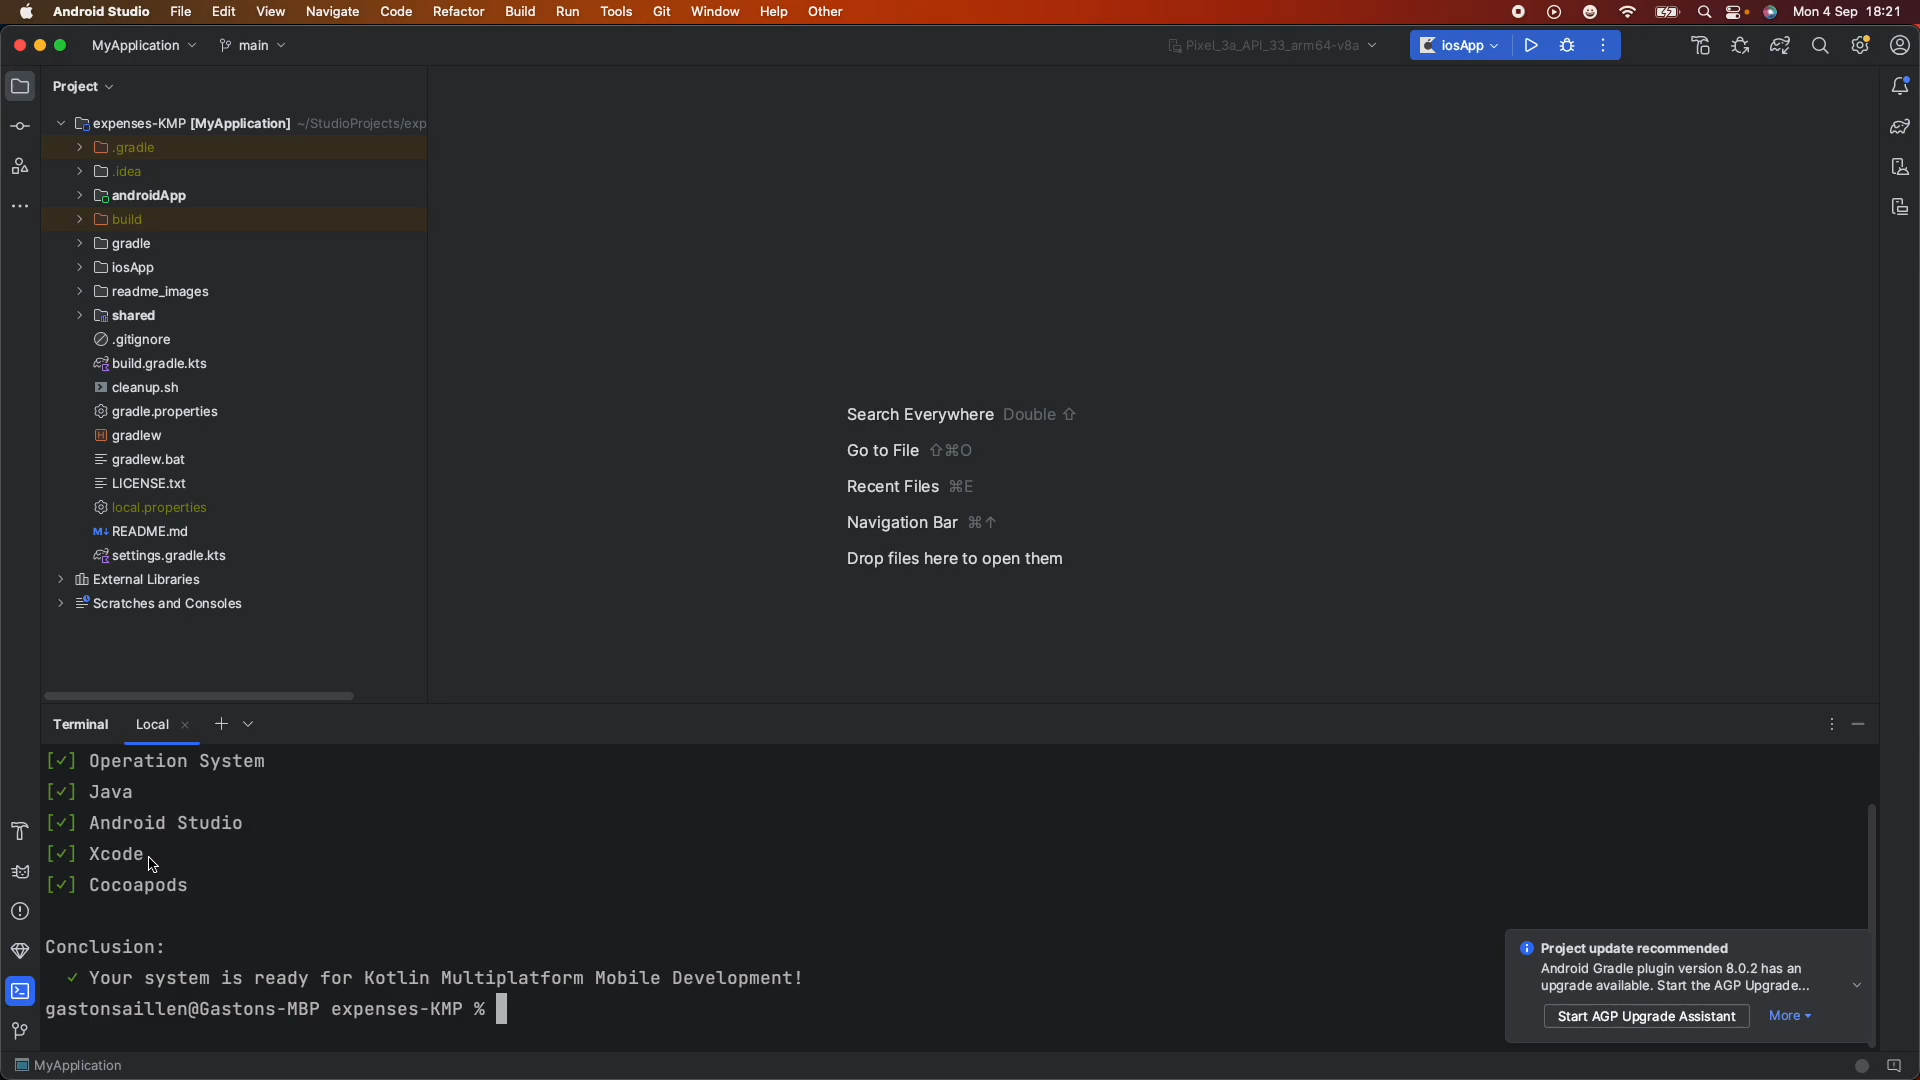 Android Studio File Edit View Navigate Code Refactor Build Run Tools Git Window Help Other Mon 4 Sep 18:21
MyApplication main Pixel_3a_API_33_arm64-v8a iosApp
Project
expenses-KMP [MyApplication] ~/StudioProjects/exp
.gradle
.idea
androidApp
build
gradle
iosApp
readme_images
shared
.gitignore
build.gradle.kts
cleanup.sh
gradle.properties
gradlew
gradlew.bat
LICENSE.txt
local.properties
README.md
settings.gradle.kts
External Libraries
Scratches and Consoles
Search Everywhere Double ⇧
Go to File ⇧⌘O
Recent Files ⌘E
Navigation Bar ⌘↑
Drop files here to open them
Terminal Local
[✓] Operation System
[✓] Java
[✓] Android Studio
[✓] Xcode
[✓] Cocoapods
Conclusion:
✓ Your system is ready for Kotlin Multiplatform Mobile Development!
gastonsaillen@Gastons-MBP expenses-KMP %
Project update recommended
Android Gradle plugin version 8.0.2 has an
upgrade available. Start the AGP Upgrade...
Start AGP Upgrade Assistant More
MyApplication